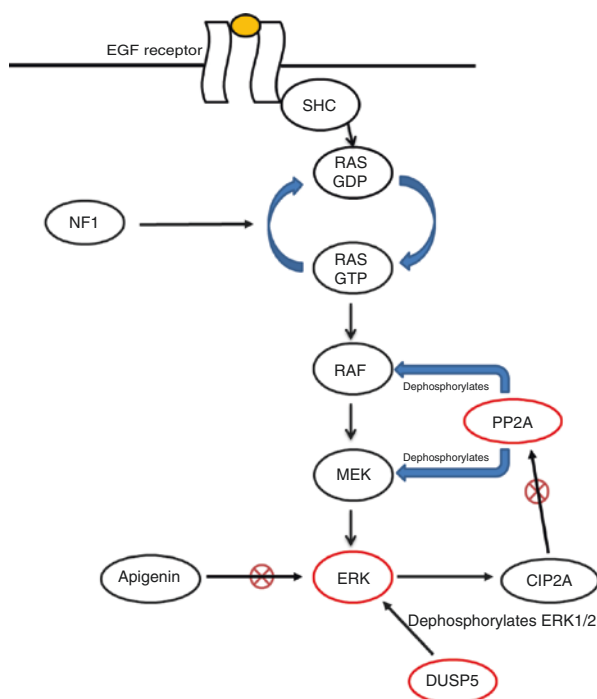 EGF receptor
SHC
RAS
GDP
NF1
RAS
GTP
RAF
Dephosphorylates
PP2A
Dephosphorylates
MEK
Apigenin
ERK
CIP2A
Dephosphorylates ERK1/2
DUSP5